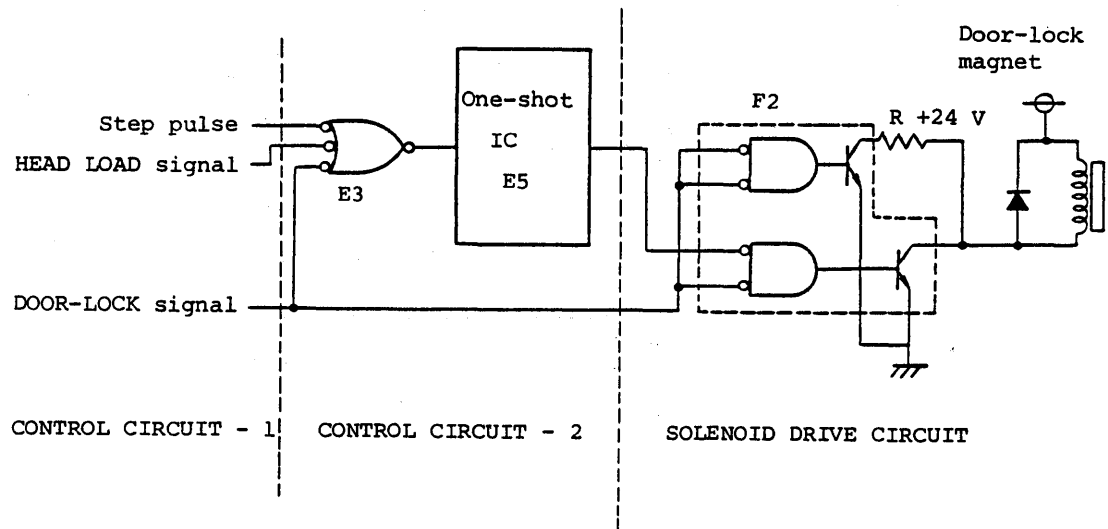 Door-lock
magnet
One-shot
IC
E5
F2
R +24 V
Step pulse
HEAD LOAD signal
E3
DOOR-LOCK signal
CONTROL CIRCUIT - 1
CONTROL CIRCUIT - 2
SOLENOID DRIVE CIRCUIT